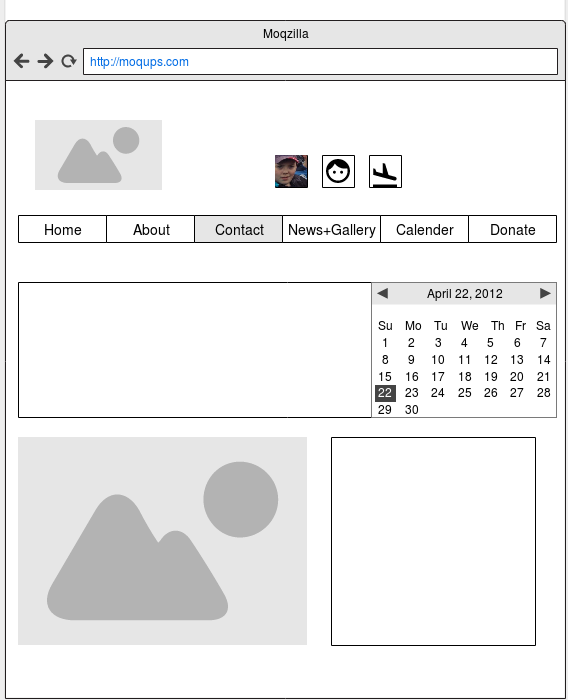 Moqzilla
http://moqups.com
Home About Contact News+Gallery Calender Donate
April 22, 2012
Su Mo Tu We Th Fr Sa
1 2 3 4 5 6 7
8 9 10 11 12 13 14
15 16 17 18 19 20 21
22 23 24 25 26 27 28
29 30